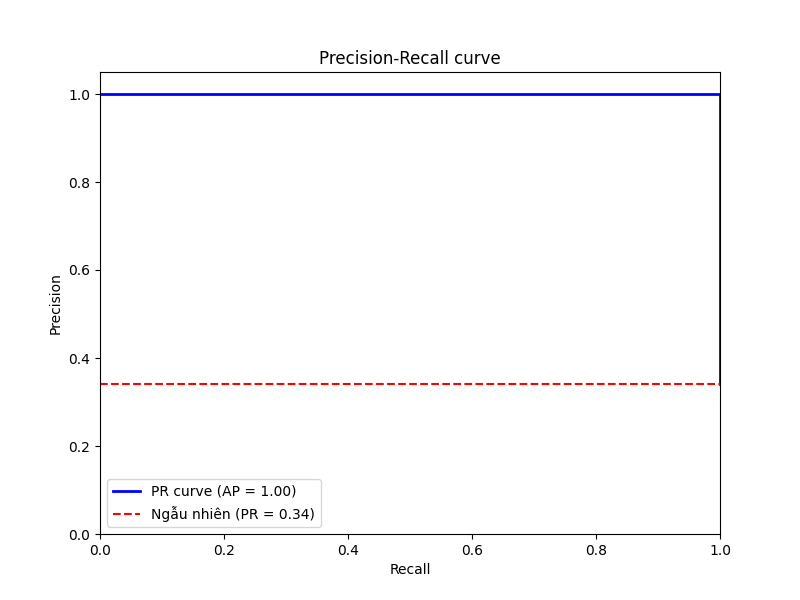 Precision-Recall curve
1.0
0.8
0.6
0.4
0.2
0.0
Precision
PR curve (AP = 1.00)
Ngẫu nhiên (PR = 0.34)
0.0 0.2 0.4 0.6 0.8 1.0
Recall